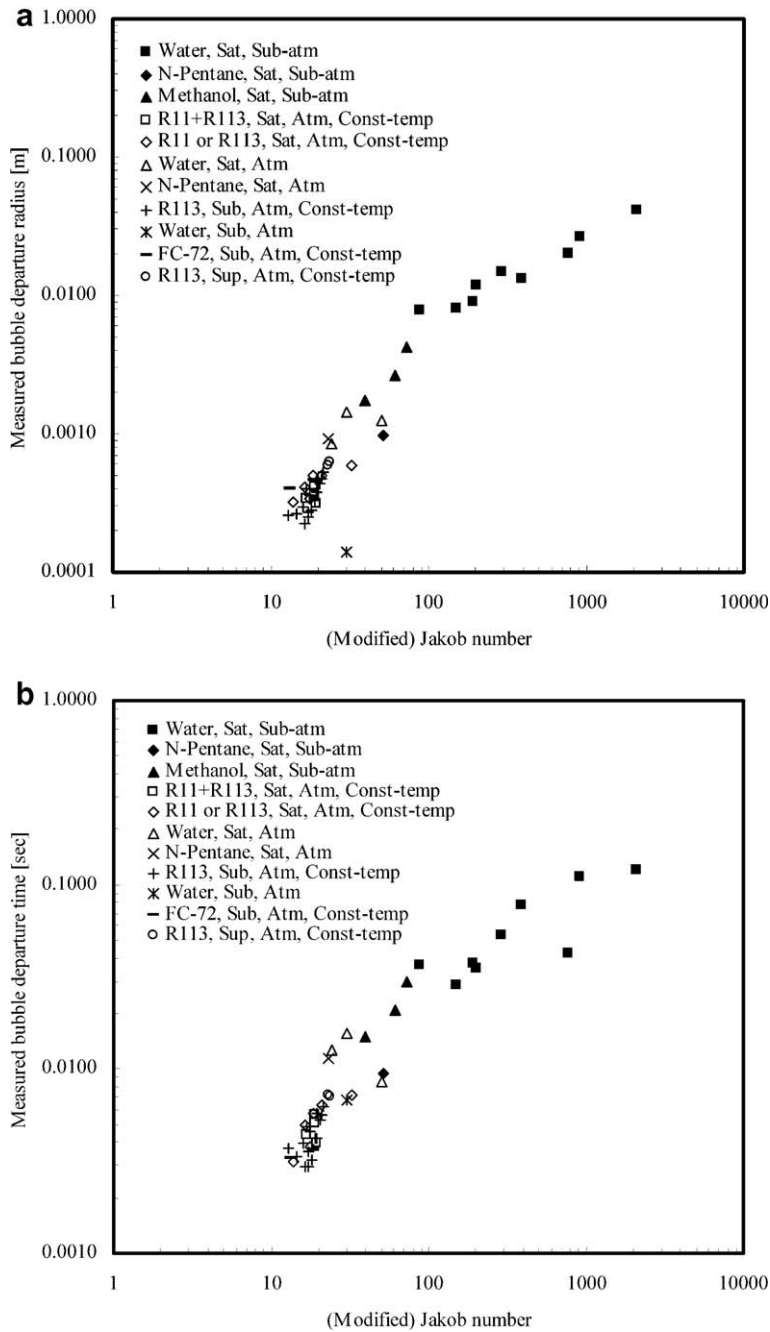 a
1.0000
Water, Sat, Sub-atm
N-Pentane, Sat, Sub-atm
Methanol, Sat, Sub-atm
R11+R113, Sat, Atm, Const-temp
R11 or R113, Sat, Atm, Const-temp
Water, Sat, Atm
N-Pentane, Sat, Atm
R113, Sub, Atm, Const-temp
Water, Sub, Atm
FC-72, Sub, Atm, Const-temp
R113, Sup, Atm, Const-temp
Measured bubble departure radius [m]
0.1000
0.0100
0.0010
0.0001
1 10 100 1000 10000
(Modified) Jakob number
b
1.0000
Water, Sat, Sub-atm
N-Pentane, Sat, Sub-atm
Methanol, Sat, Sub-atm
R11+R113, Sat, Atm, Const-temp
R11 or R113, Sat, Atm, Const-temp
Water, Sat, Atm
N-Pentane, Sat, Atm
R113, Sub, Atm, Const-temp
Water, Sub, Atm
FC-72, Sub, Atm, Const-temp
R113, Sup, Atm, Const-temp
Measured bubble departure time [sec]
0.1000
0.0100
0.0010
1 10 100 1000 10000
(Modified) Jakob number